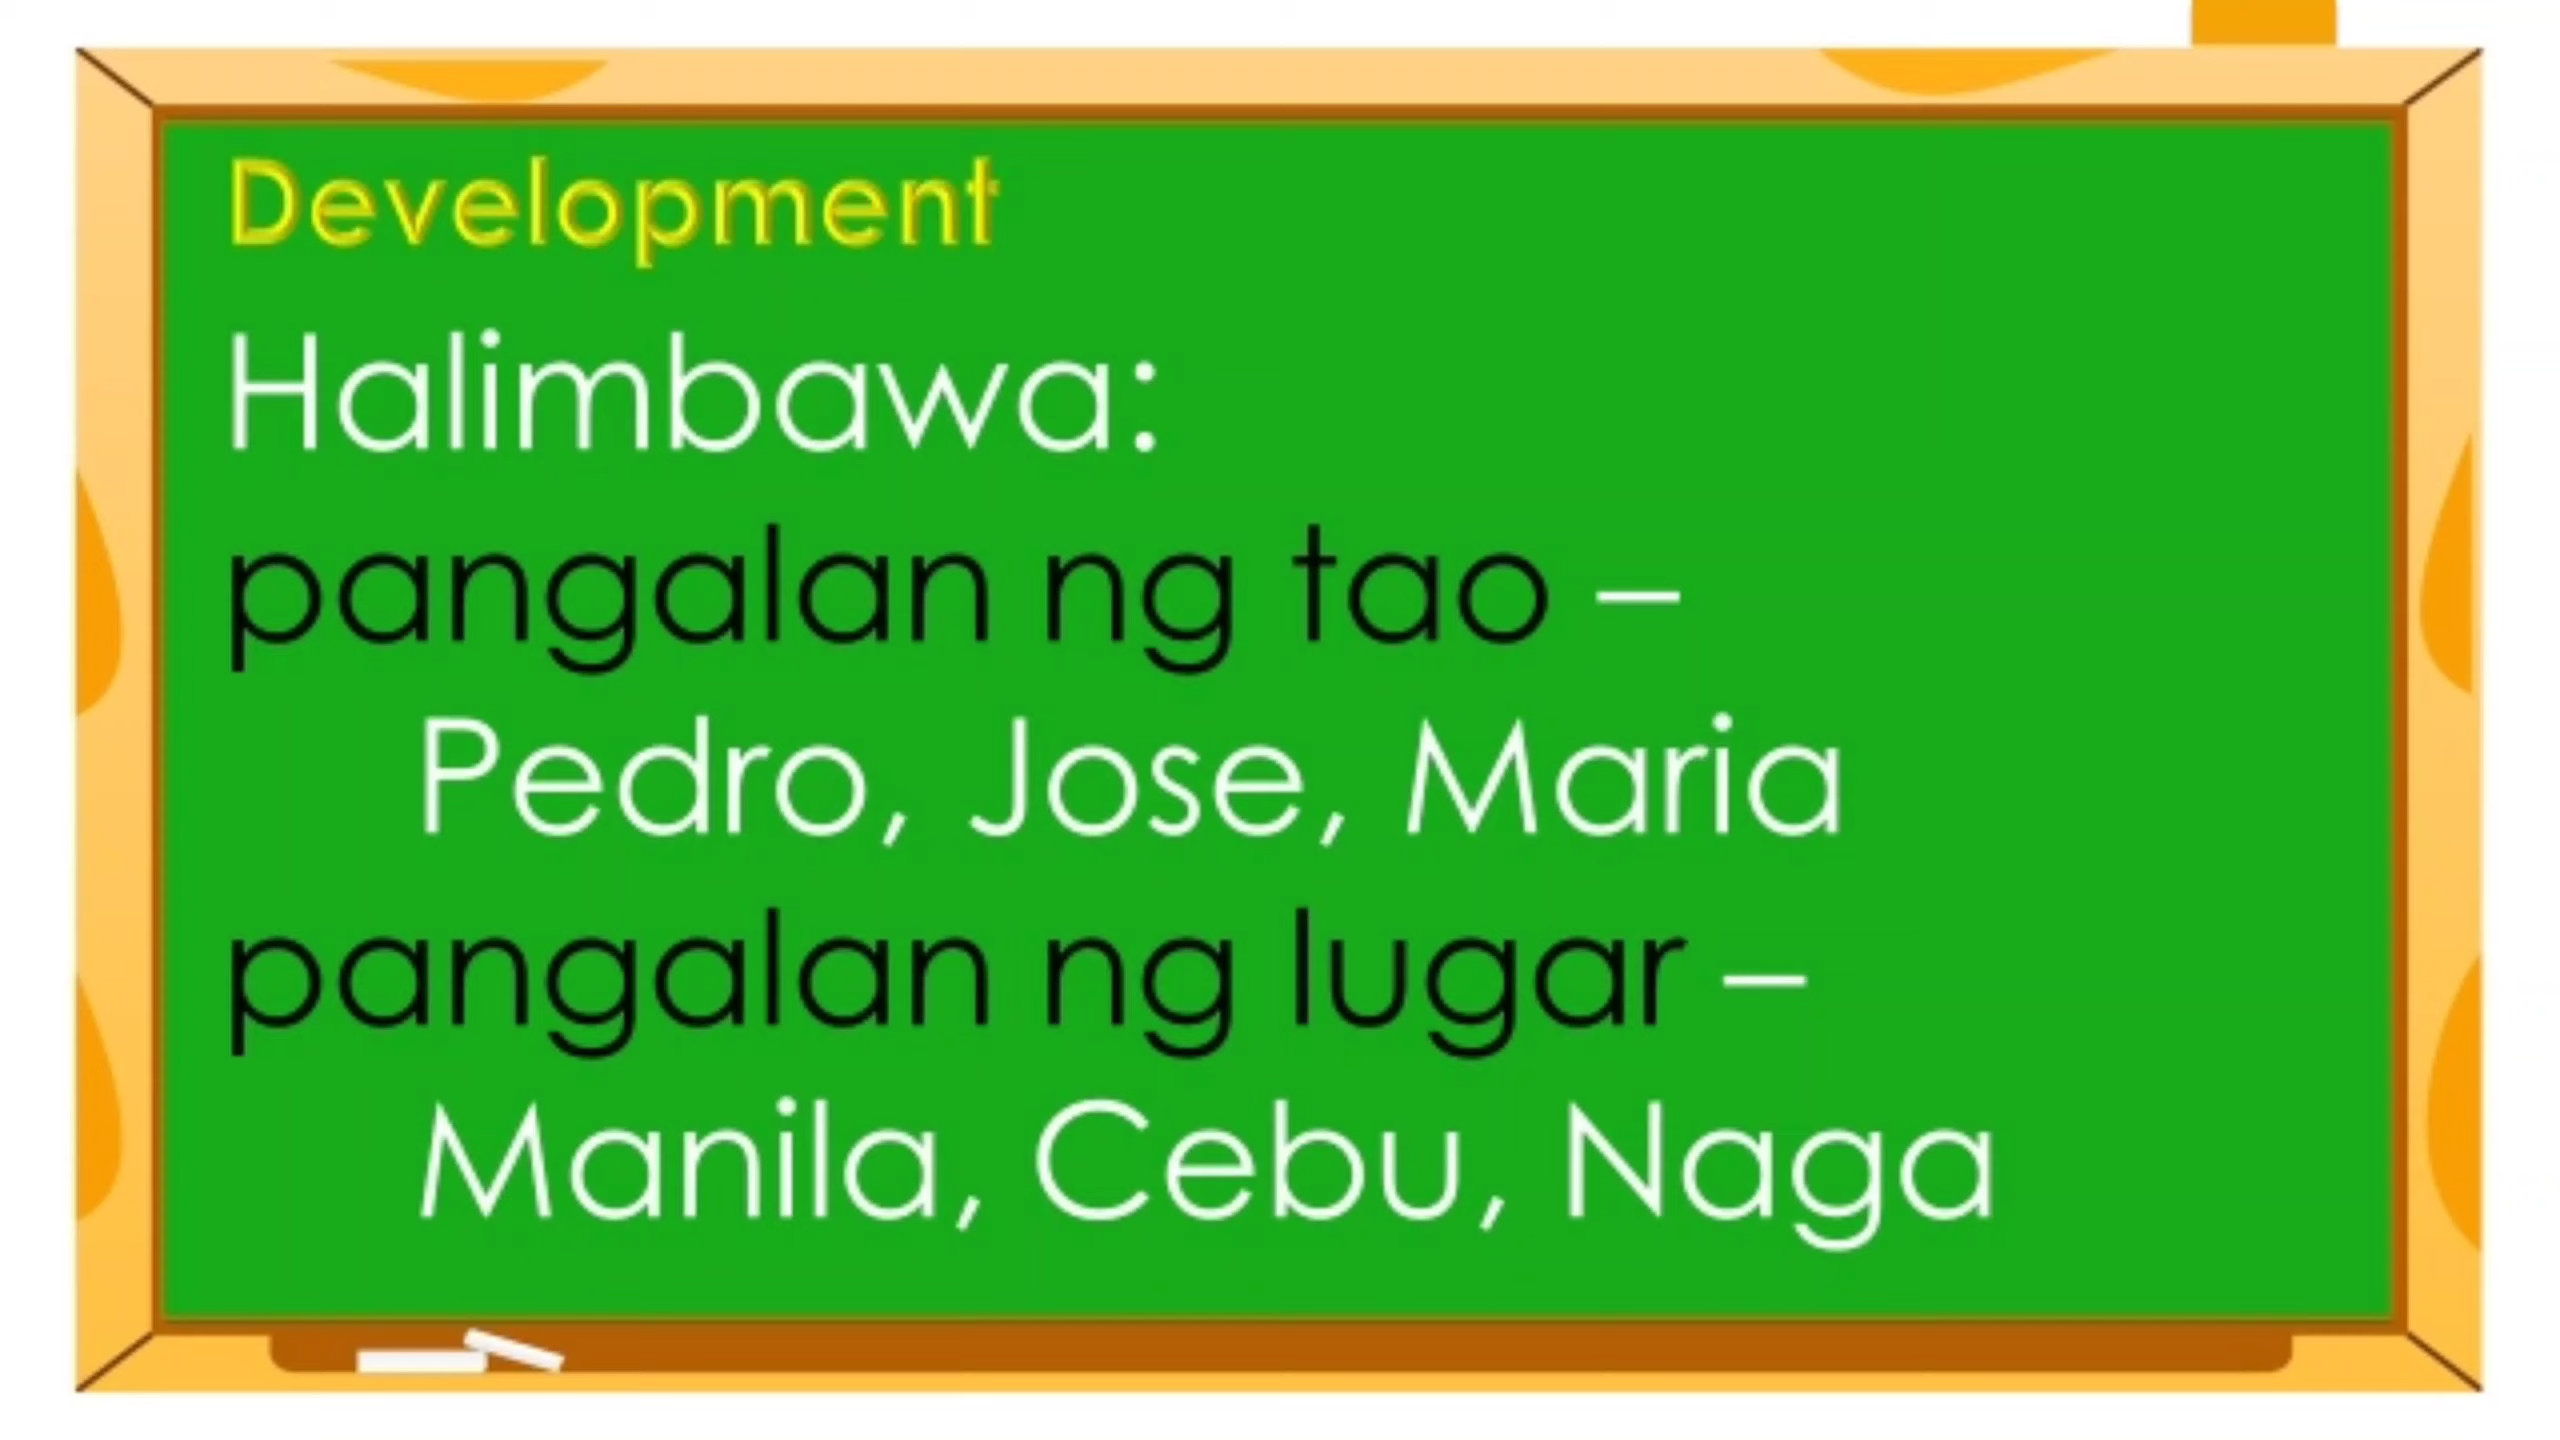 Development
Halimbawa:
pangalan ng tao –
Pedro, Jose, Maria
pangalan ng lugar –
Manila, Cebu, Naga